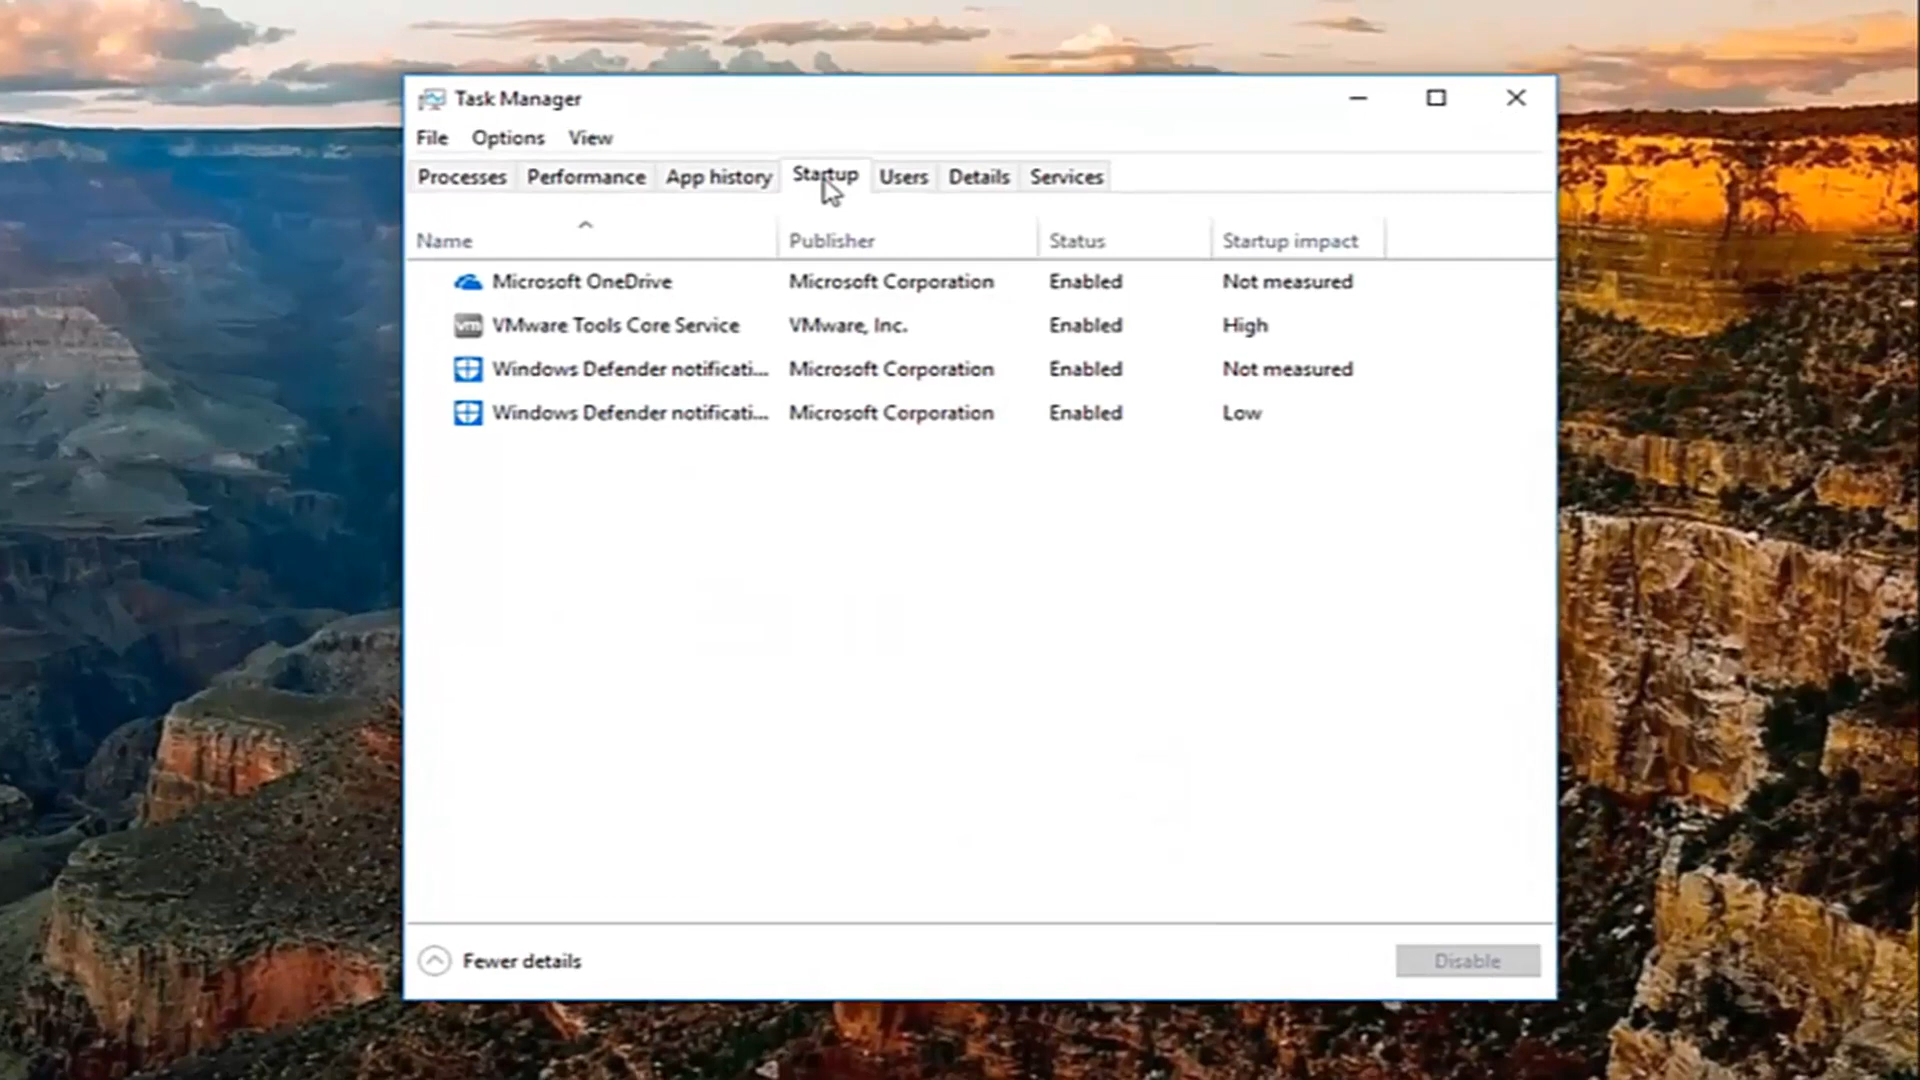 Task Manager
File Options View
Processes Performance App history Startup Users Details Services
Name Publisher Status Startup impact
Microsoft OneDrive Microsoft Corporation Enabled Not measured
vm VMware Tools Core Service VMware, Inc. Enabled High
Windows Defender notificati... Microsoft Corporation Enabled Not measured
Windows Defender notificati... Microsoft Corporation Enabled Low
Fewer details Disable